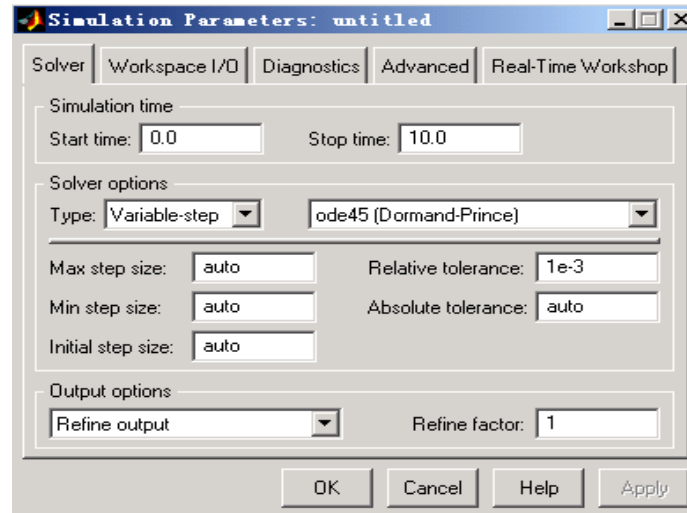 Simulation Parameters: untitled
Solver Workspace I/O Diagnostics Advanced Real-Time Workshop
Simulation time
Start time: 0.0 Stop time: 10.0
Solver options
Type: Variable-step ode45 (Dormand-Prince)
Max step size: auto Relative tolerance: 1e-3
Min step size: auto Absolute tolerance: auto
Initial step size: auto
Output options
Refine output Refine factor: 1
OK Cancel Help Apply